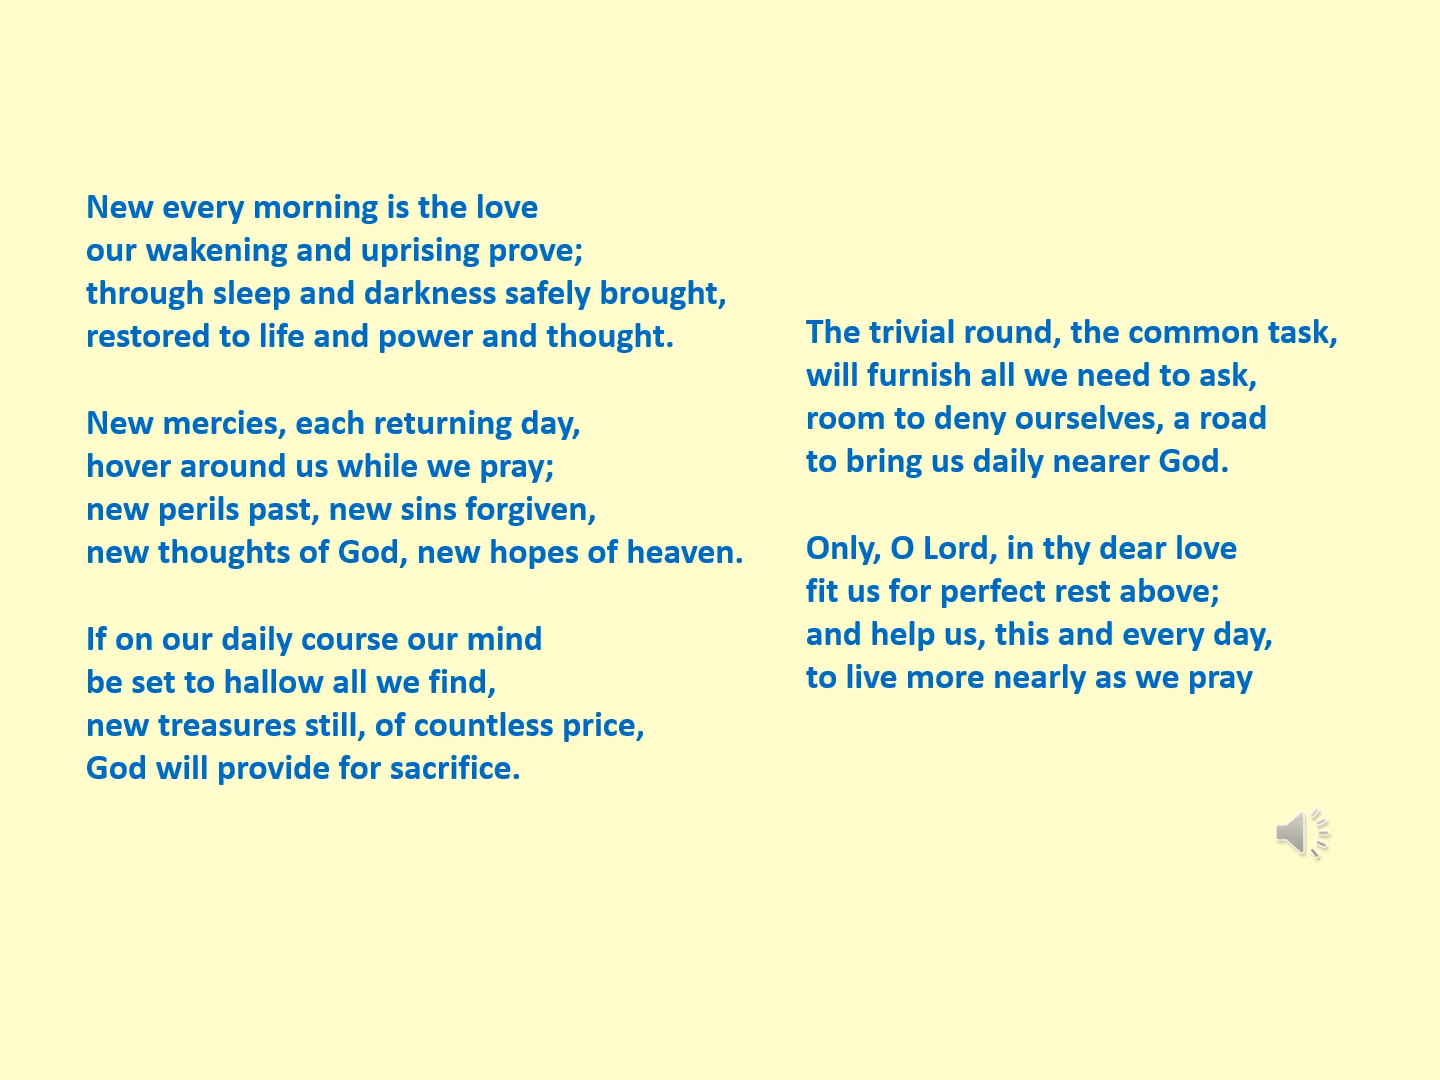 New every morning is the love
our wakening and uprising prove;
through sleep and darkness safely brought,
restored to life and power and thought.
New mercies, each returning day,
hover around us while we pray;
new perils past, new sins forgiven,
new thoughts of God, new hopes of heaven.
If on our daily course our mind
be set to hallow all we find,
new treasures still, of countless price,
God will provide for sacrifice.
The trivial round, the common task,
will furnish all we need to ask,
room to deny ourselves, a road
to bring us daily nearer God.
Only, O Lord, in thy dear love
fit us for perfect rest above;
and help us, this and every day,
to live more nearly as we pray